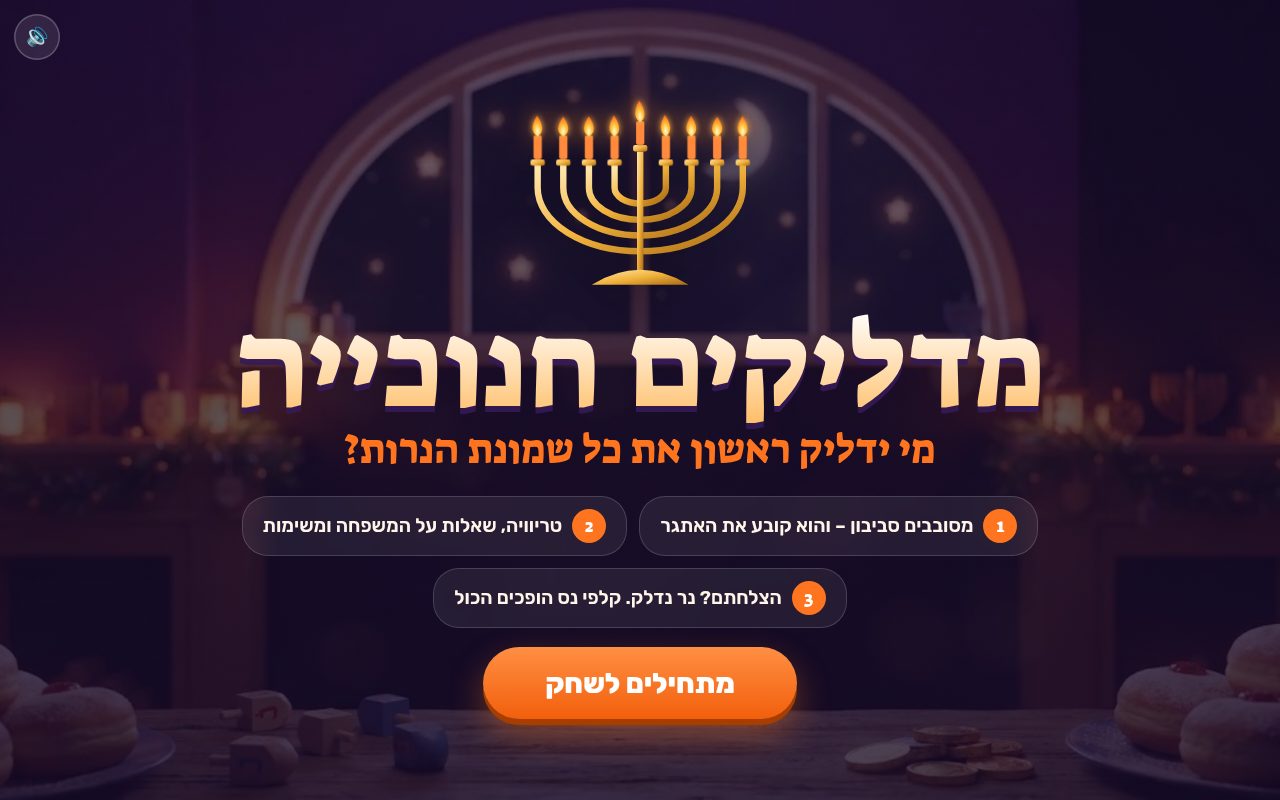 מדליקים חנוכייה
מי ידליק ראשון את כל שמונת הנרות?
1 מסובבים סביבון – והוא קובע את האתגר
2 טריוויה, שאלות על המשפחה ומשימות
3 הצלחתם? נר נדלק. קלפי נס הופכים הכול
מתחילים לשחק